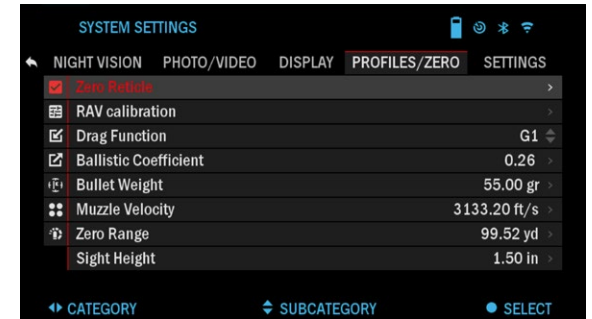 SYSTEM SETTINGS
NIGHT VISION PHOTO/VIDEO DISPLAY PROFILES/ZERO SETTINGS
Zero Reticle
RAV calibration
Drag Function G1
Ballistic Coefficient 0.26
Bullet Weight 55.00 gr
Muzzle Velocity 3133.20 ft/s
Zero Range 99.52 yd
Sight Height 1.50 in
CATEGORY SUBCATEGORY SELECT